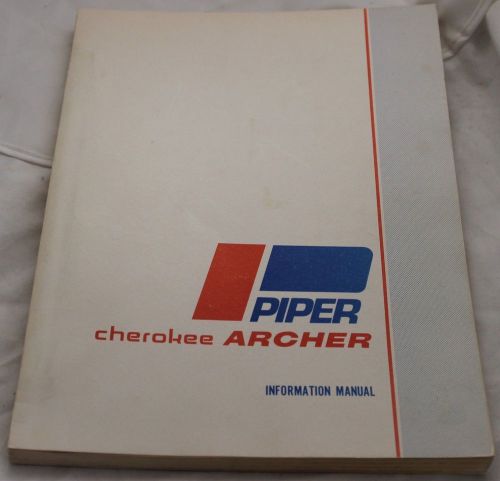 PIPER
cherokee ARCHER
INFORMATION MANUAL